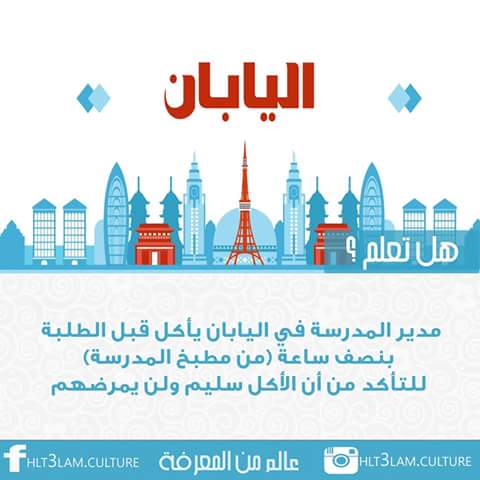 اليابان
هل تعلم ؟
مدير المدرسة في اليابان يأكل قبل الطلبة
بنصف ساعة (من مطبخ المدرسة)
للتأكد من أن الأكل سليم ولن يمرضهم
HLT3LAM.CULTURE عالم من المعرفة HLT3LAM.CULTURE